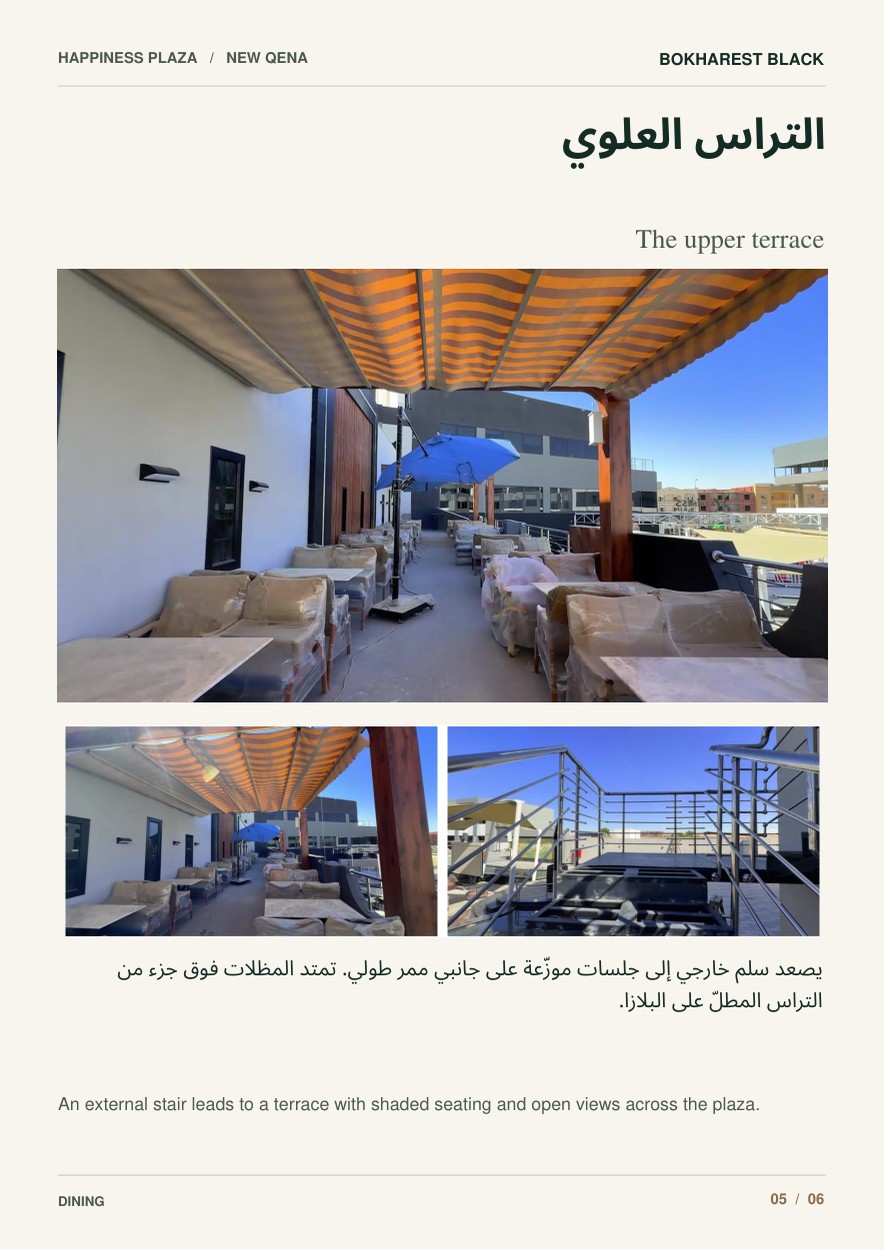 HAPPINESS PLAZA / NEW QENA
BOKHAREST BLACK
التراس العلوي
The upper terrace
يصعد سلم خارجي إلى جلسات موزّعة على جانبي ممر طولي. تمتد المظلات فوق جزء من
التراس المطلّ على البلازا.
An external stair leads to a terrace with shaded seating and open views across the plaza.
DINING
05 / 06